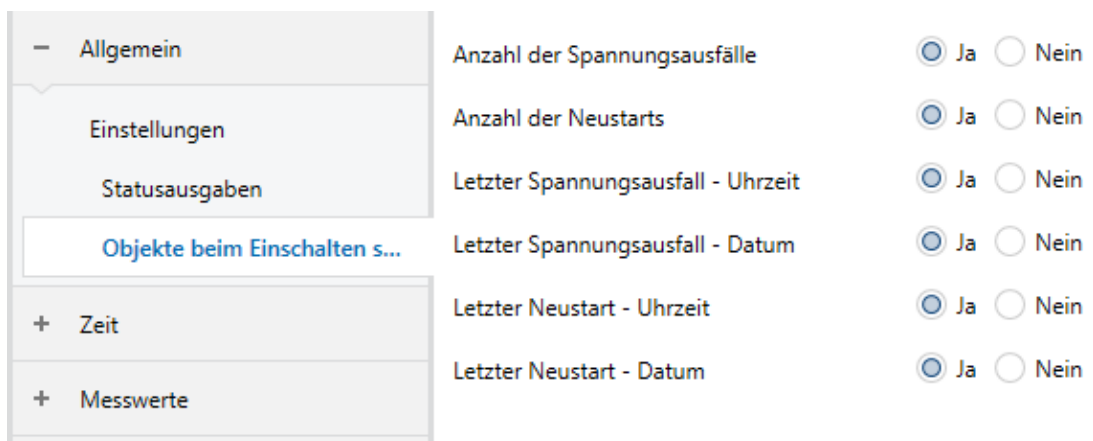 Allgemein
Einstellungen
Statusausgaben
Objekte beim Einschalten s...
Zeit
Messwerte
Anzahl der Spannungsausfälle Ja Nein
Anzahl der Neustarts Ja Nein
Letzter Spannungsausfall - Uhrzeit Ja Nein
Letzter Spannungsausfall - Datum Ja Nein
Letzter Neustart - Uhrzeit Ja Nein
Letzter Neustart - Datum Ja Nein